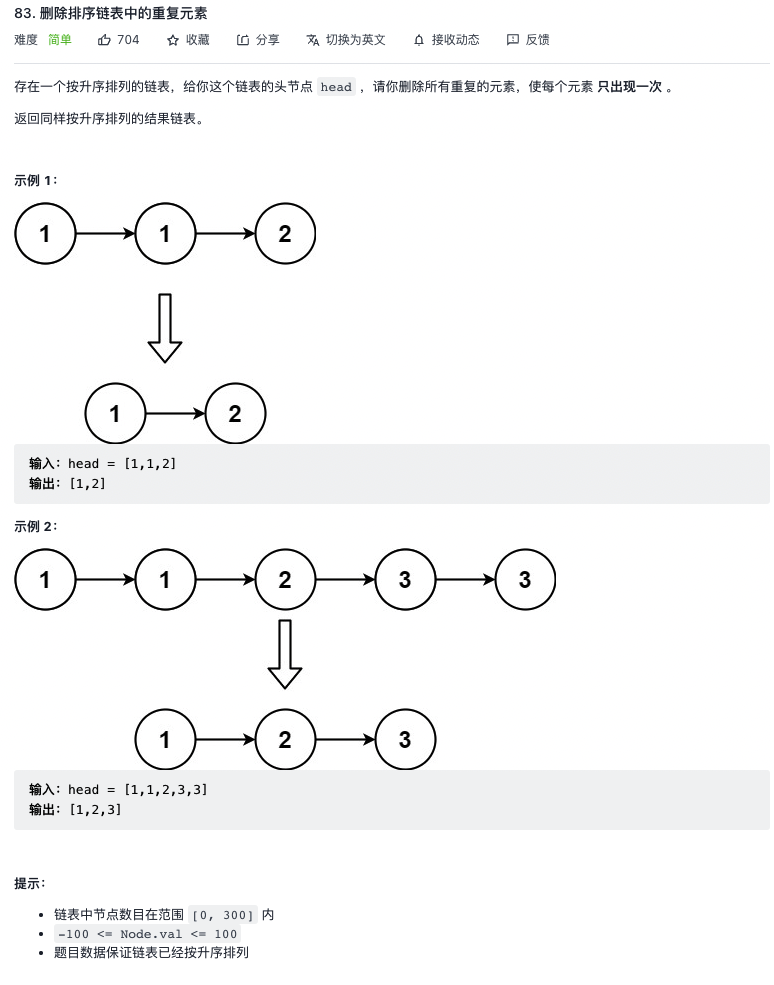 83. 删除排序链表中的重复元素
难度 简单 704 收藏 分享 切换为英文 接收动态 反馈
存在一个按升序排列的链表，给你这个链表的头节点 head ，请你删除所有重复的元素，使每个元素 只出现一次 。
返回同样按升序排列的结果链表。
示例 1：
1 1 2
1 2
输入：head = [1,1,2]
输出：[1,2]
示例 2：
1 1 2 3 3
1 2 3
输入：head = [1,1,2,3,3]
输出：[1,2,3]
提示：
• 链表中节点数目在范围 [0, 300] 内
• -100 <= Node.val <= 100
• 题目数据保证链表已经按升序排列